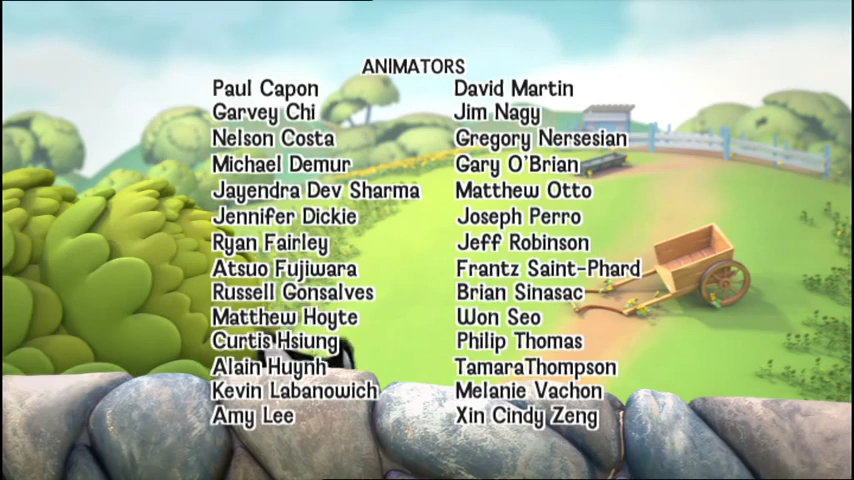 ANIMATORS
Paul Capon David Martin
Garvey Chi Jim Nagy
Nelson Costa Gregory Nersesian
Michael Demur Gary O'Brian
Jayendra Dev Sharma Matthew Otto
Jennifer Dickie Joseph Perro
Ryan Fairley Jeff Robinson
Atsuo Fujiwara Frantz Saint-Phard
Russell Gonsalves Brian Sinasac
Matthew Hoyte Won Seo
Curtis Hsiung Philip Thomas
Alain Huynh TamaraThompson
Kevin Labanowich Melanie Vachon
Amy Lee Xin Cindy Zeng